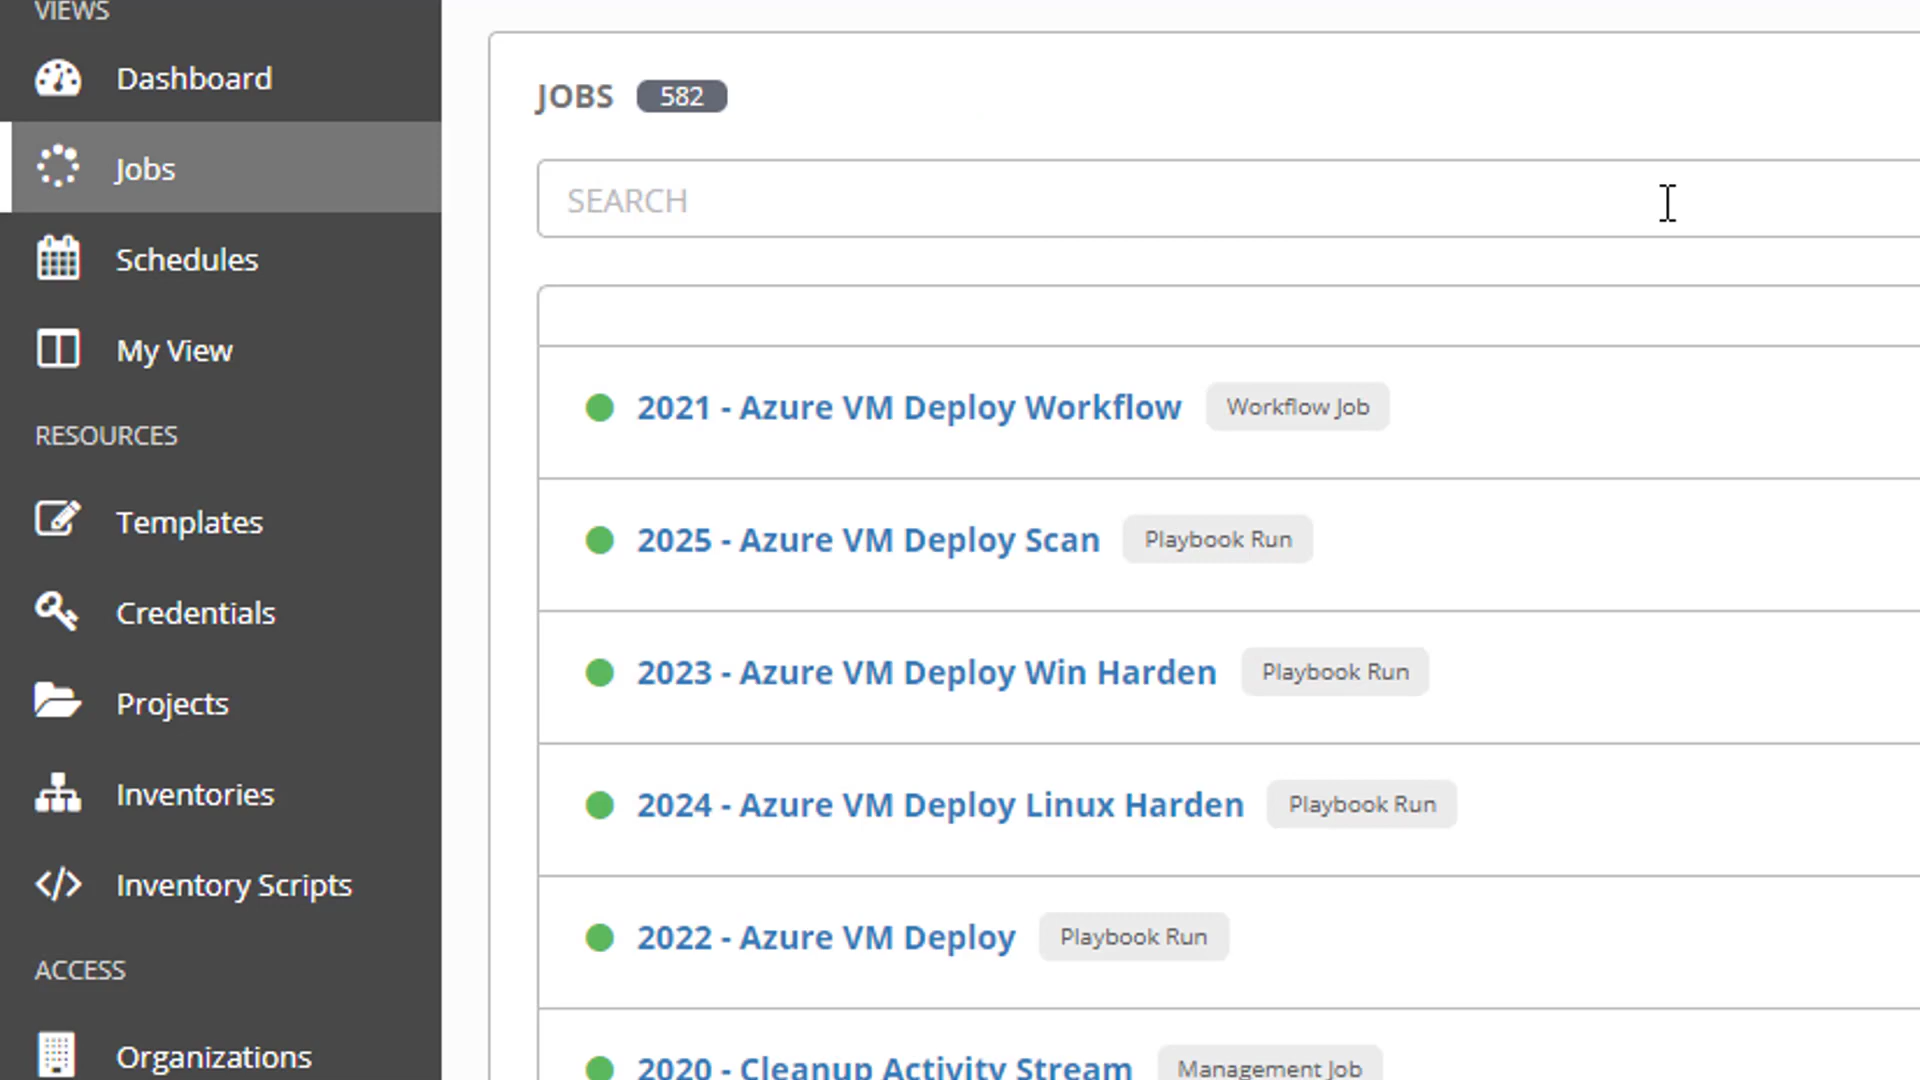 VIEWS
Dashboard
Jobs
Schedules
My View
RESOURCES
Templates
Credentials
Projects
Inventories
Inventory Scripts
ACCESS
Organizations
JOBS 582
SEARCH
2021 - Azure VM Deploy Workflow Workflow Job
2025 - Azure VM Deploy Scan Playbook Run
2023 - Azure VM Deploy Win Harden Playbook Run
2024 - Azure VM Deploy Linux Harden Playbook Run
2022 - Azure VM Deploy Playbook Run
2020 - Cleanup Activity Stream Management Job